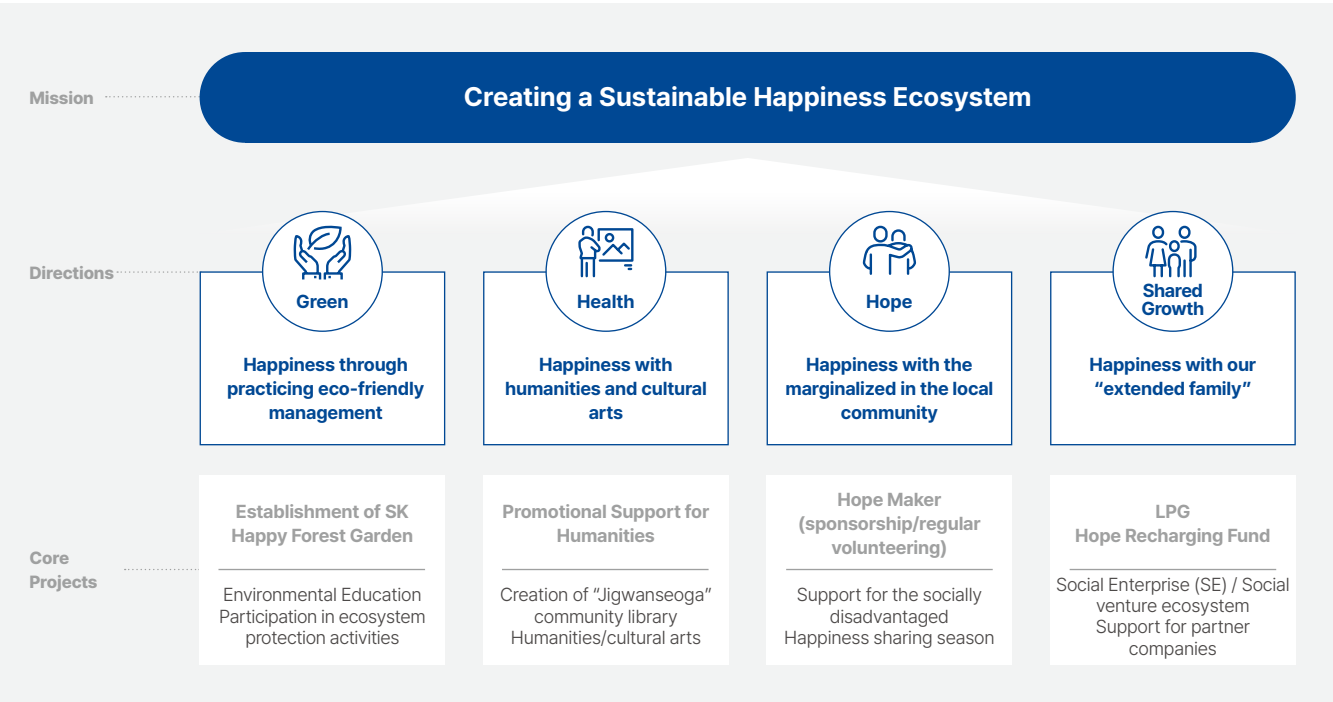 Mission
Creating a Sustainable Happiness Ecosystem
Directions
Green
Happiness through
practicing eco-friendly
management
Health
Happiness with
humanities and cultural
arts
Hope
Happiness with the
marginalized in the local
community
Shared
Growth
Happiness with our
“extended family”
Core
Projects
Establishment of SK
Happy Forest Garden
Environmental Education
Participation in ecosystem
protection activities
Promotional Support for
Humanities
Creation of “Jigwanseoga”
community library
Humanities/cultural arts
Hope Maker
(sponsorship/regular
volunteering)
Support for the socially
disadvantaged
Happiness sharing season
LPG
Hope Recharging Fund
Social Enterprise (SE) / Social
venture ecosystem
Support for partner
companies